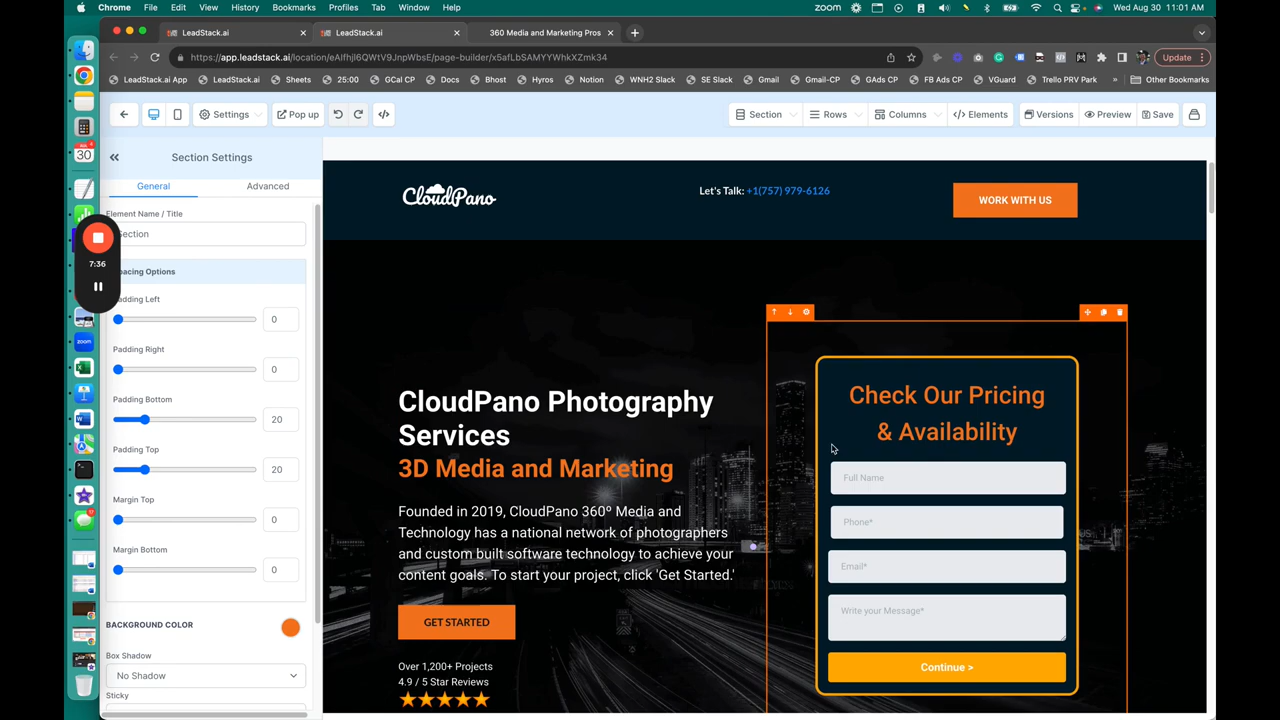 Chrome File Edit View History Bookmarks Profiles Tab Window Help zoom Wed Aug 30 11:01 AM
LeadStack.ai LeadStack.ai 360 Media and Marketing Pros
https://app.leadstack.ai/location/eAIfhjl6QWtV9JnpWbsE/page-builder/x5afLbSAMYYWhkXZmk34 Update
LeadStack.ai App LeadStack.ai Sheets 25:00 GCal CP Docs Bhost Hyros Notion WNH2 Slack SE Slack Gmail Gmail-CP GAds CP FB Ads CP VGuard Trello PRV Park » Other Bookmarks
Settings Pop up Section Rows Columns Elements Versions Preview Save
Section Settings
General Advanced
Element Name / Title
Section
pacing Options
adding Left
0
Padding Right
0
Padding Bottom
20
Padding Top
20
Margin Top
0
Margin Bottom
0
BACKGROUND COLOR
Box Shadow
No Shadow
Sticky
7:36
30
zoom
17
CloudPano
Let's Talk: +1(757) 979-6126
WORK WITH US
CloudPano Photography
Services
3D Media and Marketing
Founded in 2019, CloudPano 360º Media and
Technology has a national network of photographers
and custom built software technology to achieve your
content goals. To start your project, click 'Get Started.'
GET STARTED
Over 1,200+ Projects
4.9 / 5 Star Reviews
Check Our Pricing
& Availability
Full Name
Phone*
Email*
Write your Message*
Continue >